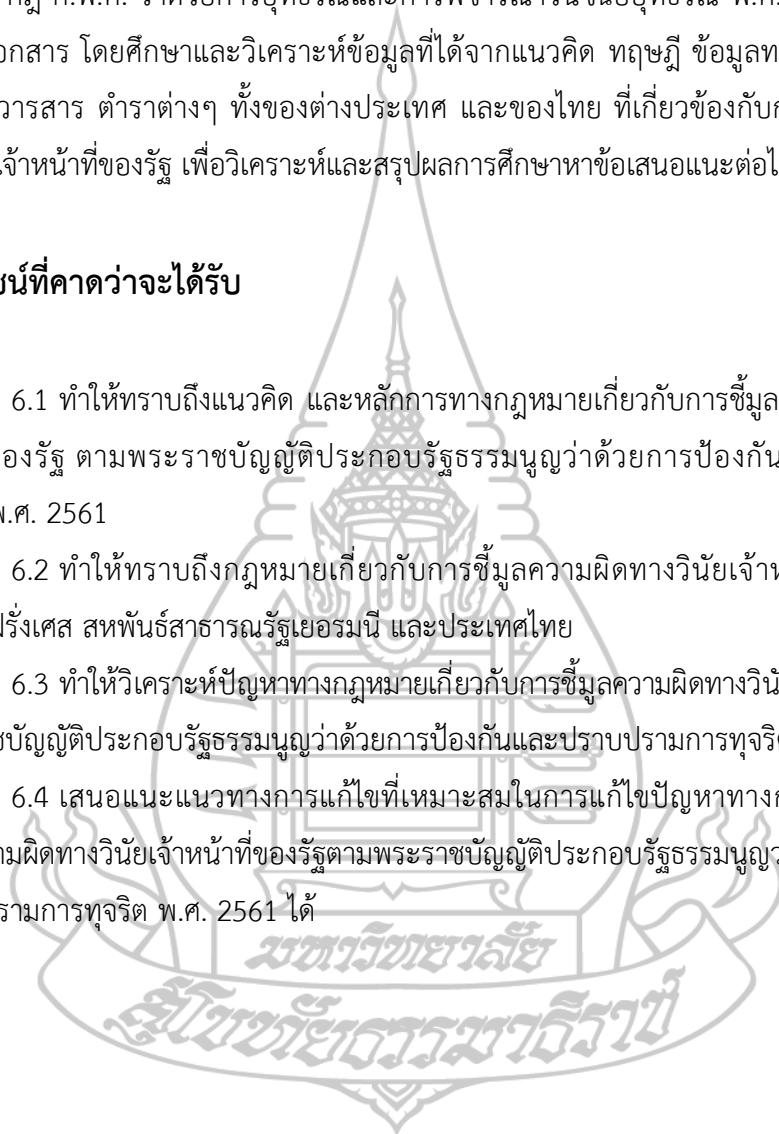 กฎ ก.พ.ค. ว่าด้วยการอุทธรณ์และการพิจารณาวินิจฉัยอุทธรณ์ พ.ศ.
อกสาร โดยศึกษาและวิเคราะห์ข้อมูลที่ได้จากแนวคิด ทฤษฎี ข้อมูลท
วารสาร ตำราต่างๆ ทั้งของต่างประเทศ และของไทย ที่เกี่ยวข้องกับก
จ้าหน้าที่ของรัฐ เพื่อวิเคราะห์และสรุปผลการศึกษาหาข้อเสนอแนะต่อไ
ชน์ที่คาดว่าจะได้รับ
6.1 ทำให้ทราบถึงแนวคิด และหลักการทางกฎหมายเกี่ยวกับการชี้มูล
องรัฐ ตามพระราชบัญญัติประกอบรัฐธรรมนูญว่าด้วยการป้องกัน
พ.ศ. 2561
6.2 ทำให้ทราบถึงกฎหมายเกี่ยวกับการชี้มูลความผิดทางวินัยเจ้าห
ฝรั่งเศส สหพันธ์สาธารณรัฐเยอรมนี และประเทศไทย
6.3 ทำให้วิเคราะห์ปัญหาทางกฎหมายเกี่ยวกับการชี้มูลความผิดทางวินั
ชบัญญัติประกอบรัฐธรรมนูญว่าด้วยการป้องกันและปราบปรามการทุจริต
6.4 เสนอแนะแนวทางการแก้ไขที่เหมาะสมในการแก้ไขปัญหาทางก
ามผิดทางวินัยเจ้าหน้าที่ของรัฐตามพระราชบัญญัติประกอบรัฐธรรมนูญว
รามการทุจริต พ.ศ. 2561 ได้
มหาวิทยาลัย
สุโขทัยธรรมาธิราช